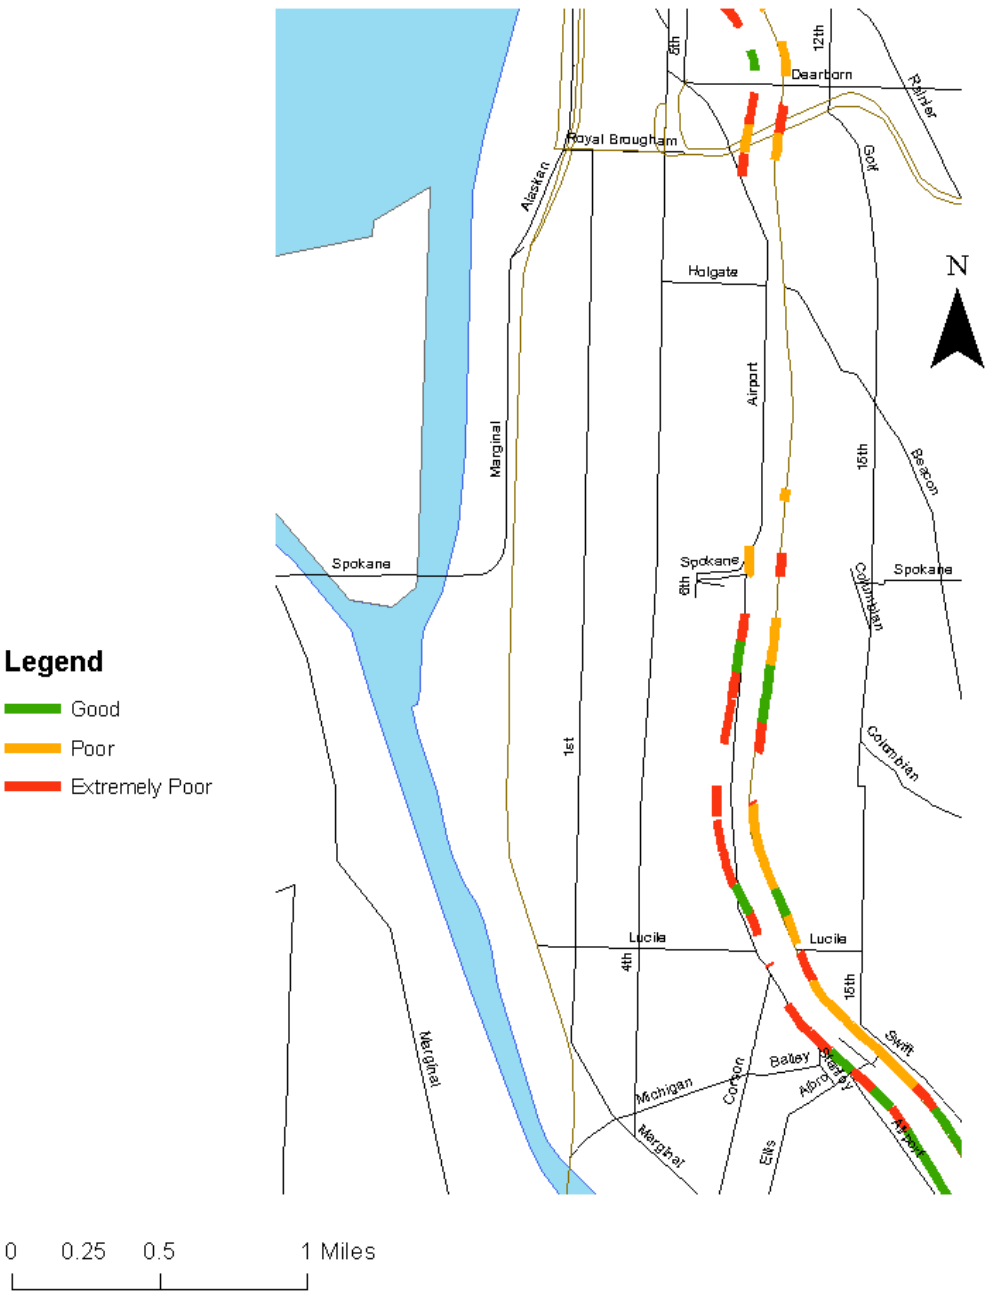 6th
12th
Dearborn
Rainier
Royal Brougham
Golf
Alaskan
N
Holgate
Airport
Marginal
15th
Beacon
Spokane
Spokane
Spokane
6th
Columbian
Legend
Good
Poor
Extremely Poor
1st
Columbian
Lucile
Lucile
4th
15th
Swift
Marginal
Bailey
Stanley
Albro
Corson
Michigan
Airport
Marginal
Ellis
0 0.25 0.5 1 Miles